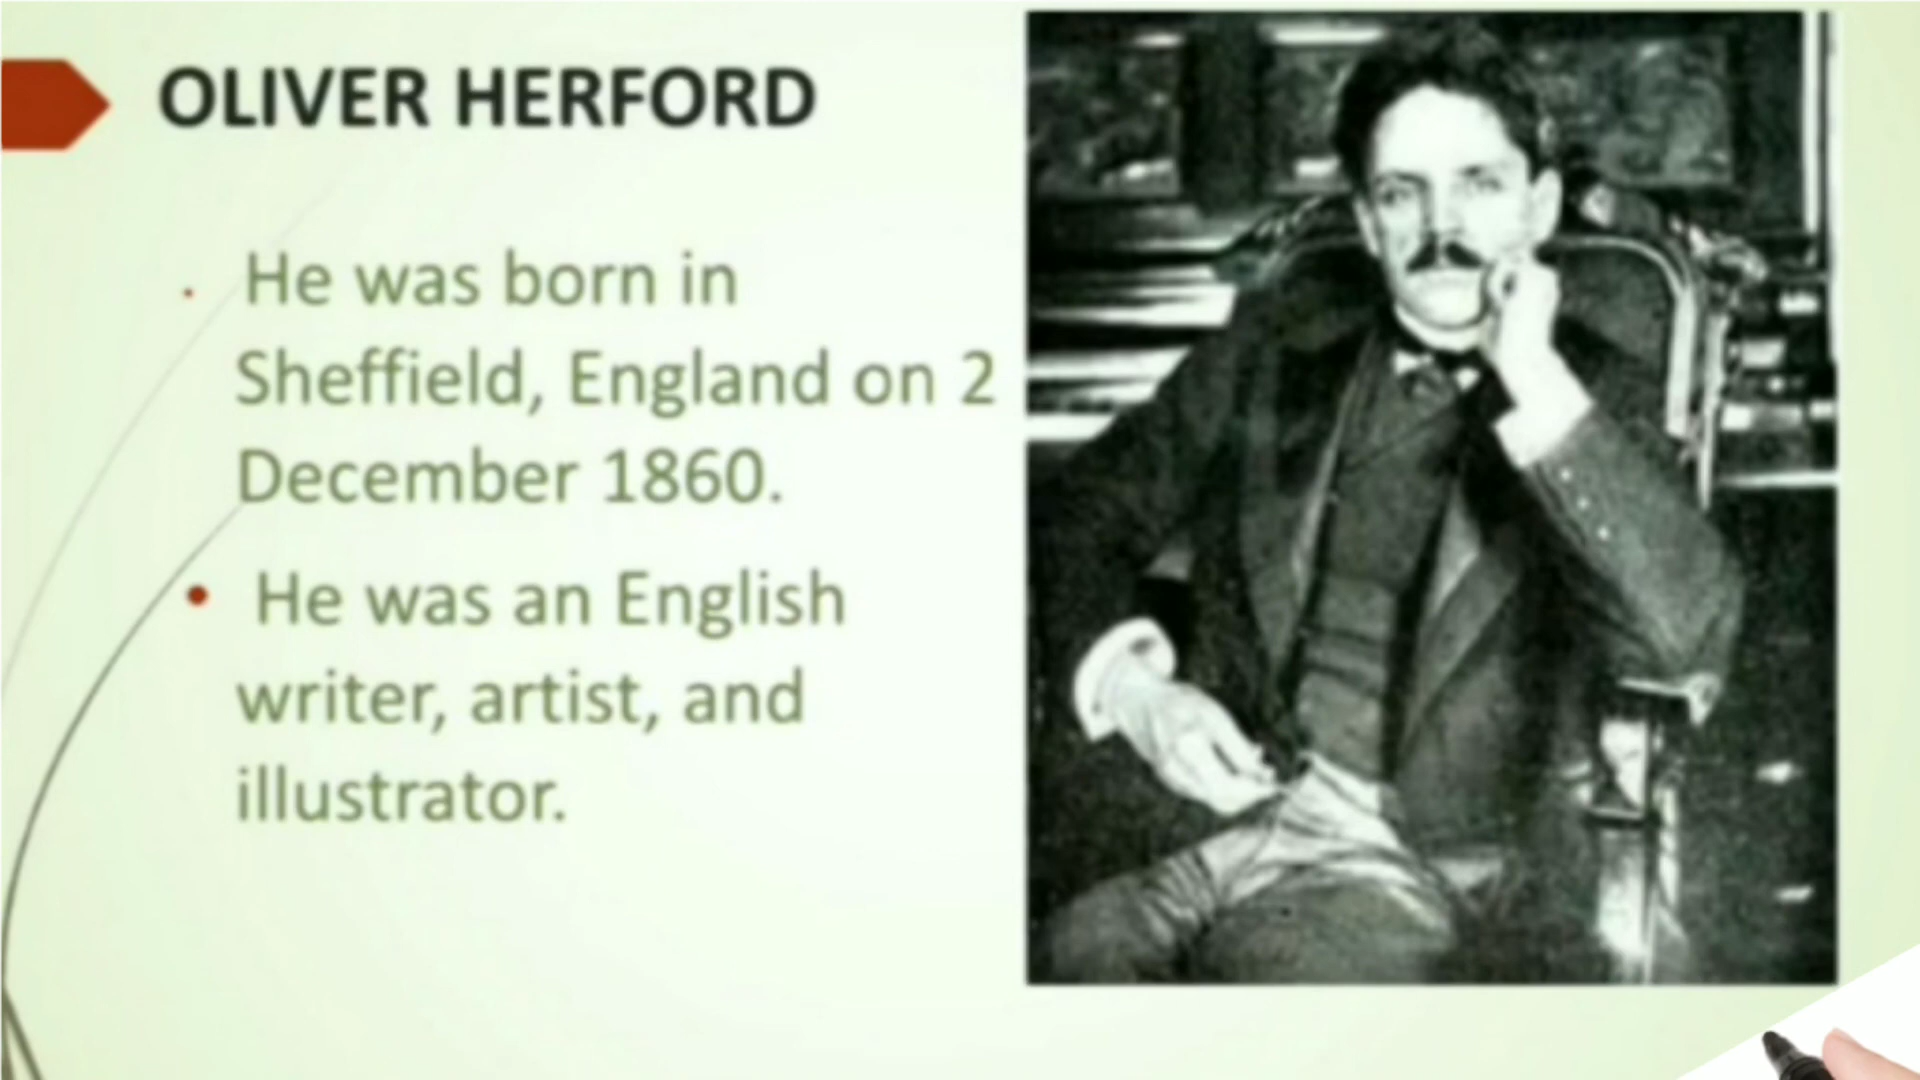 OLIVER HERFORD
He was born in
Sheffield, England on 2
December 1860.
He was an English
writer, artist, and
illustrator.